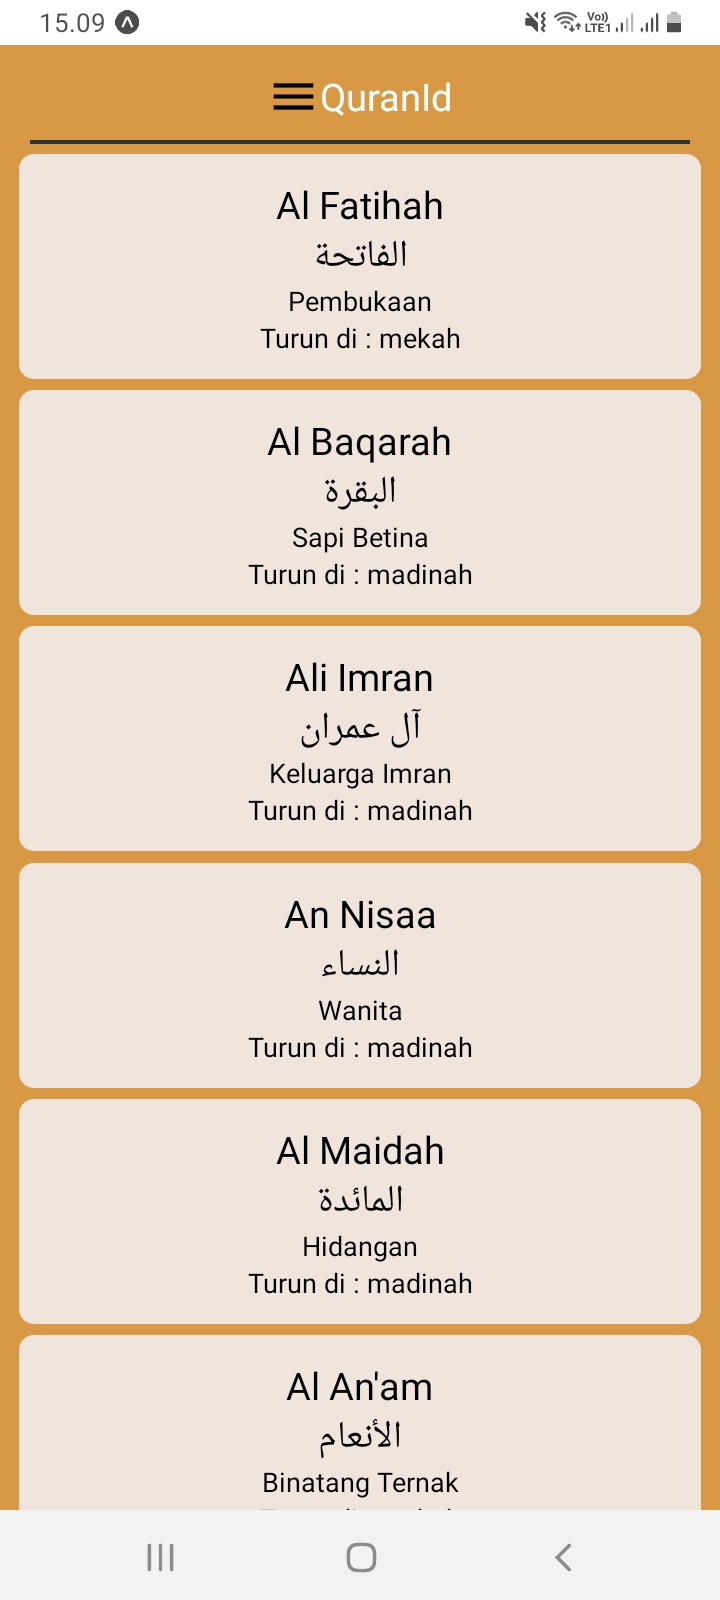 15.09
Vo))
LTE1
QuranId
Al Fatihah
الفاتحة
Pembukaan
Turun di : mekah
Al Baqarah
البقرة
Sapi Betina
Turun di : madinah
Ali Imran
آل عمران
Keluarga Imran
Turun di : madinah
An Nisaa
النساء
Wanita
Turun di : madinah
Al Maidah
المائدة
Hidangan
Turun di : madinah
Al An'am
الأنعام
Binatang Ternak